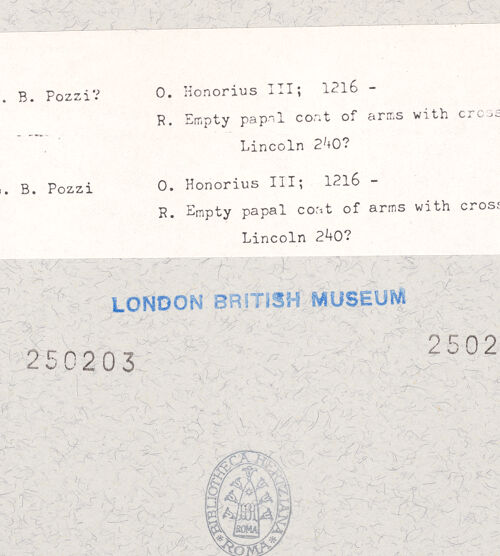 . B. Pozzi? O. Honorius III; 1216 -
R. Empty papal coat of arms with cross
Lincoln 240?
. B. Pozzi O. Honorius III; 1216 -
R. Empty papal coat of arms with cross
Lincoln 240?
LONDON BRITISH MUSEUM
250203 2502
BIBLIOTHECA HERTZIANA
ROMA
ROMA